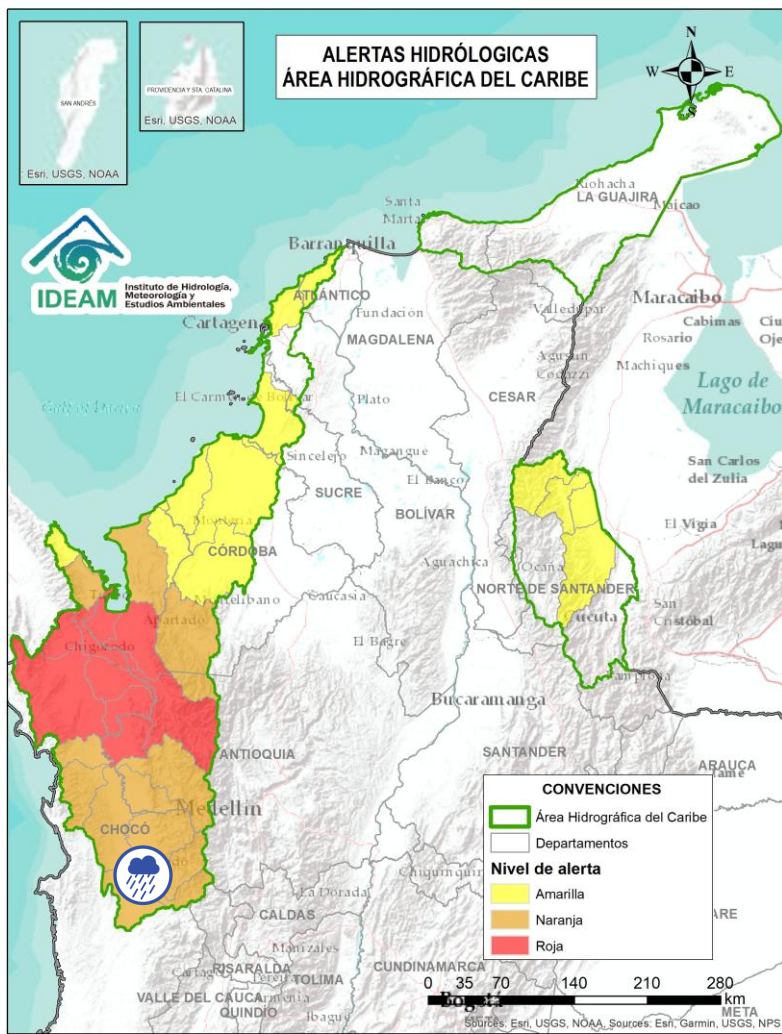 ALERTAS HIDRÓLOGICAS
ÁREA HIDROGRÁFICA DEL CARIBE
N
W E
S
SAN ANDRÉS
Esri, USGS, NOAA
PROVIDENCIA Y STA. CATALINA
Esri, USGS, NOAA
IDEAM
Instituto de Hidrología,
Meteorología y
Estudios Ambientales
Riohacha
LA GUAJIRA
Maicao
Santa
Marta
Barranquilla
ATLÁNTICO
Cartagen
Fundación
MAGDALENA
Valledupar
Maracaibo
Cabimas
Ciu
Rosario
Oje
Agustín
Codazzi
Machiques
CESAR
Lago de
Maracaibo
El Carmen de Bolívar
Plato
Sincelejo
Magangue
SUCRE
El Banco
BOLÍVAR
San Carlos
del Zulia
El Vigia
Montería
CÓRDOBA
Aguachica
Ocaña
NORTE DE SANTANDER
Montelibano
Caucasia
Apartado
San
Cristóbal
Chigorodo
El Bagre
Bucaramanga
ANTIOQUIA
SANTANDER
ARAUCA
Medellin
CHOCÓ
CONVENCIONES
Área Hidrográfica del Caribe
Departamentos
Nivel de alerta
Amarilla
Naranja
Roja
La Dorada
CALDAS
Manizales
RISARALDA
TOLIMA
CUNDINAMARCA
VALLE DEL CAUCA
QUINDÍO
Ibague
Bogotá
META
META
0 35 70 140 210 280
km
Sources: Esri, USGS, NOAA, Sources: Esri, Garmin, USGS, NPS